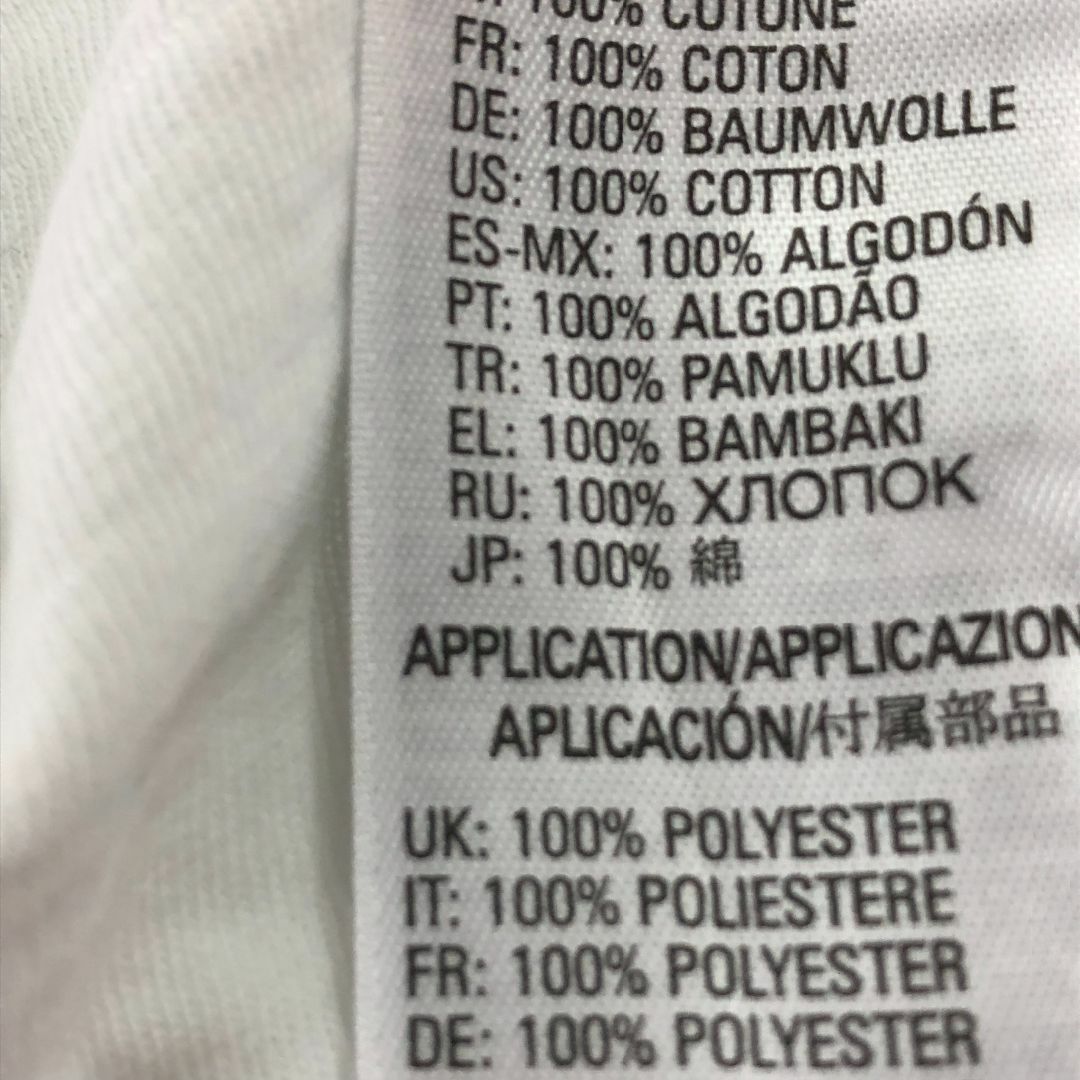 100% COTONE
FR: 100% COTON
DE: 100% BAUMWOLLE
US: 100% COTTON
ES-MX: 100% ALGODÓN
PT: 100% ALGODÃO
TR: 100% PAMUKLU
EL: 100% BAMBAKI
RU: 100% ХЛОПОК
JP: 100% 綿
APPLICATION/APPLICAZION
APLICACIÓN/付属部品
UK: 100% POLYESTER
IT: 100% POLIESTERE
FR: 100% POLYESTER
DE: 100% POLYESTER